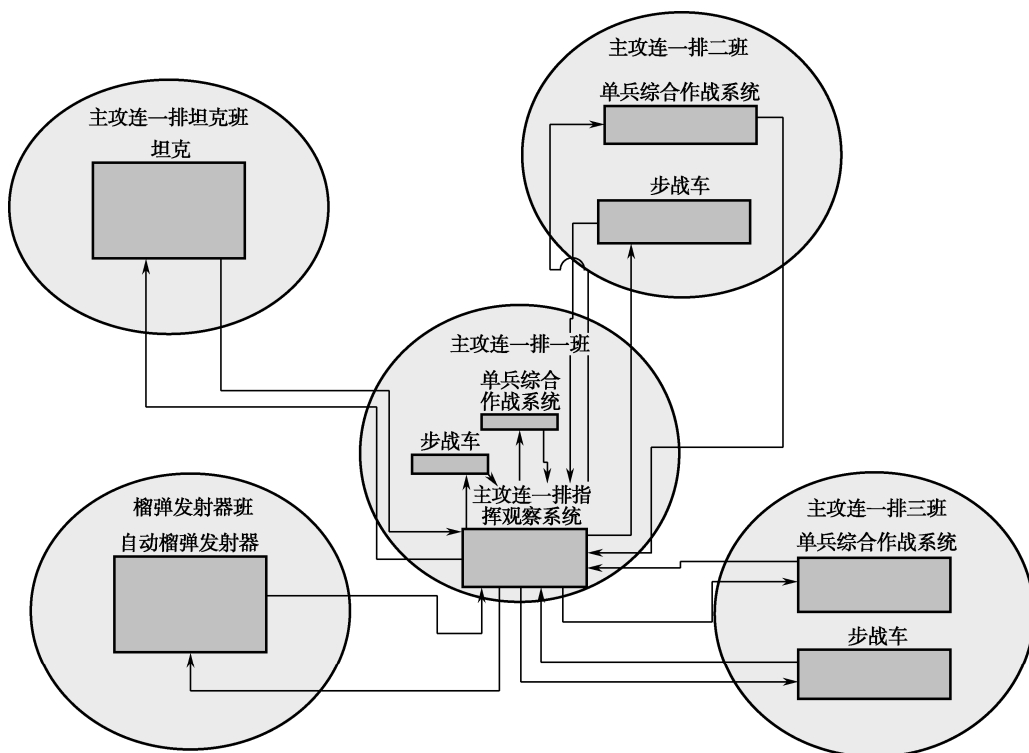 主攻连一排二班
单兵综合作战系统
步战车
主攻连一排坦克班
坦克
主攻连一排一班
单兵综合
作战系统
步战车
主攻连一排指
挥观察系统
榴弹发射器班
自动榴弹发射器
主攻连一排三班
单兵综合作战系统
步战车